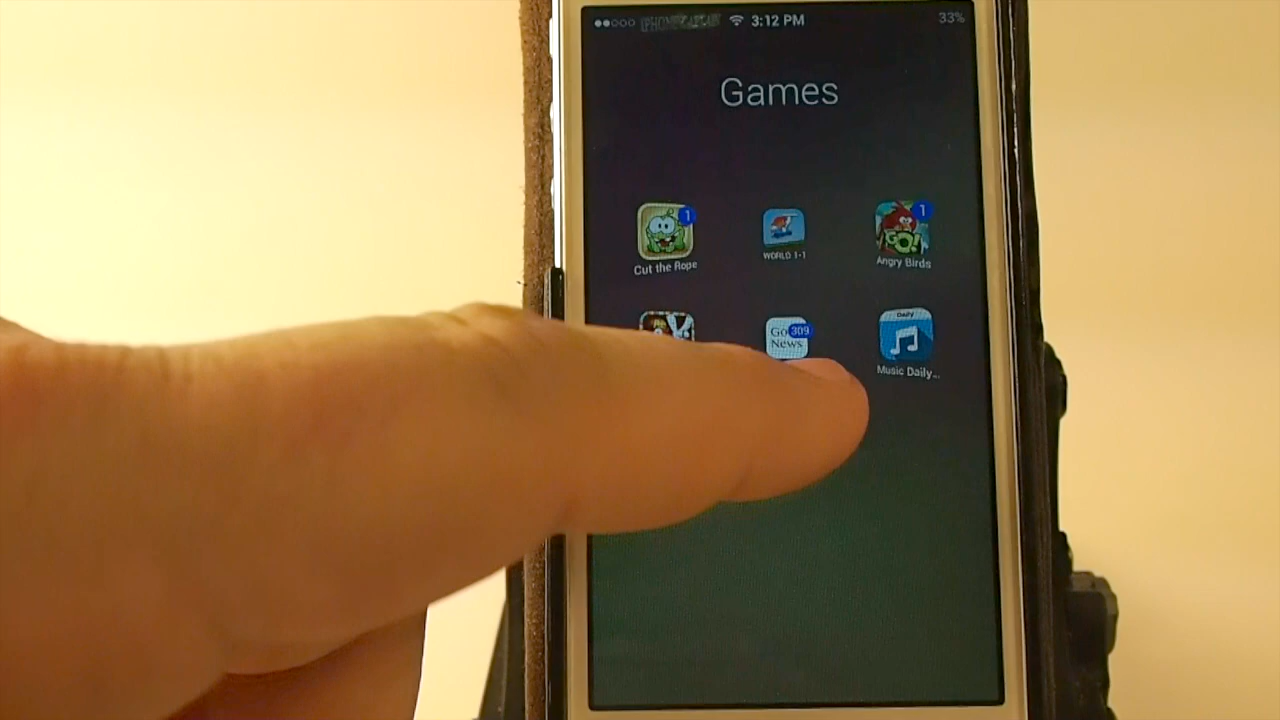 3:12 PM 33%
Games
1 1
GO!
Cut the Rope WORLD 1-1 Angry Birds
Go 309 Daily
News
Music Daily...